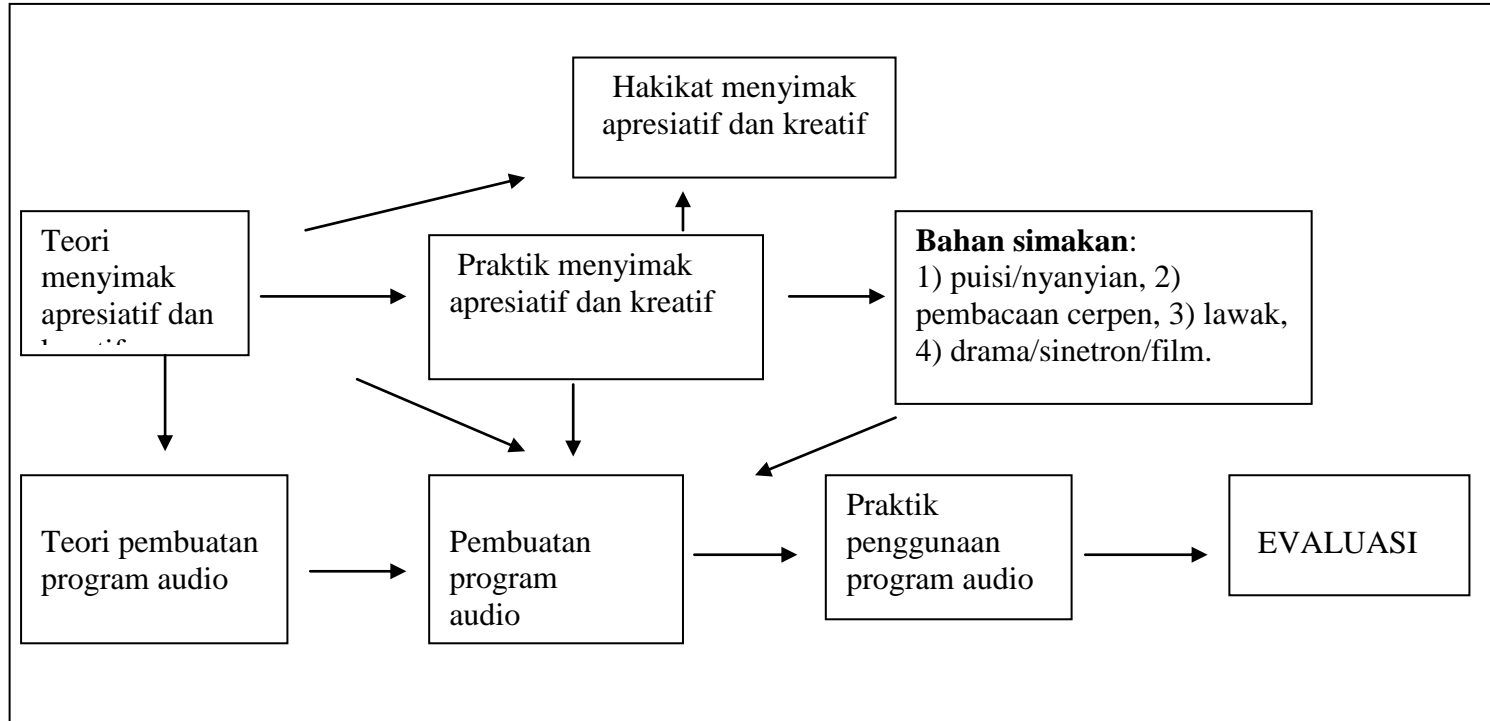 Hakikat menyimak
apresiatif dan kreatif
Teori
menyimak
apresiatif dan
Praktik menyimak
apresiatif dan kreatif
Bahan simakan:
1) puisi/nyanyian, 2)
pembacaan cerpen, 3) lawak,
4) drama/sinetron/film.
Teori pembuatan
program audio
Pembuatan
program
audio
Praktik
penggunaan
program audio
EVALUASI